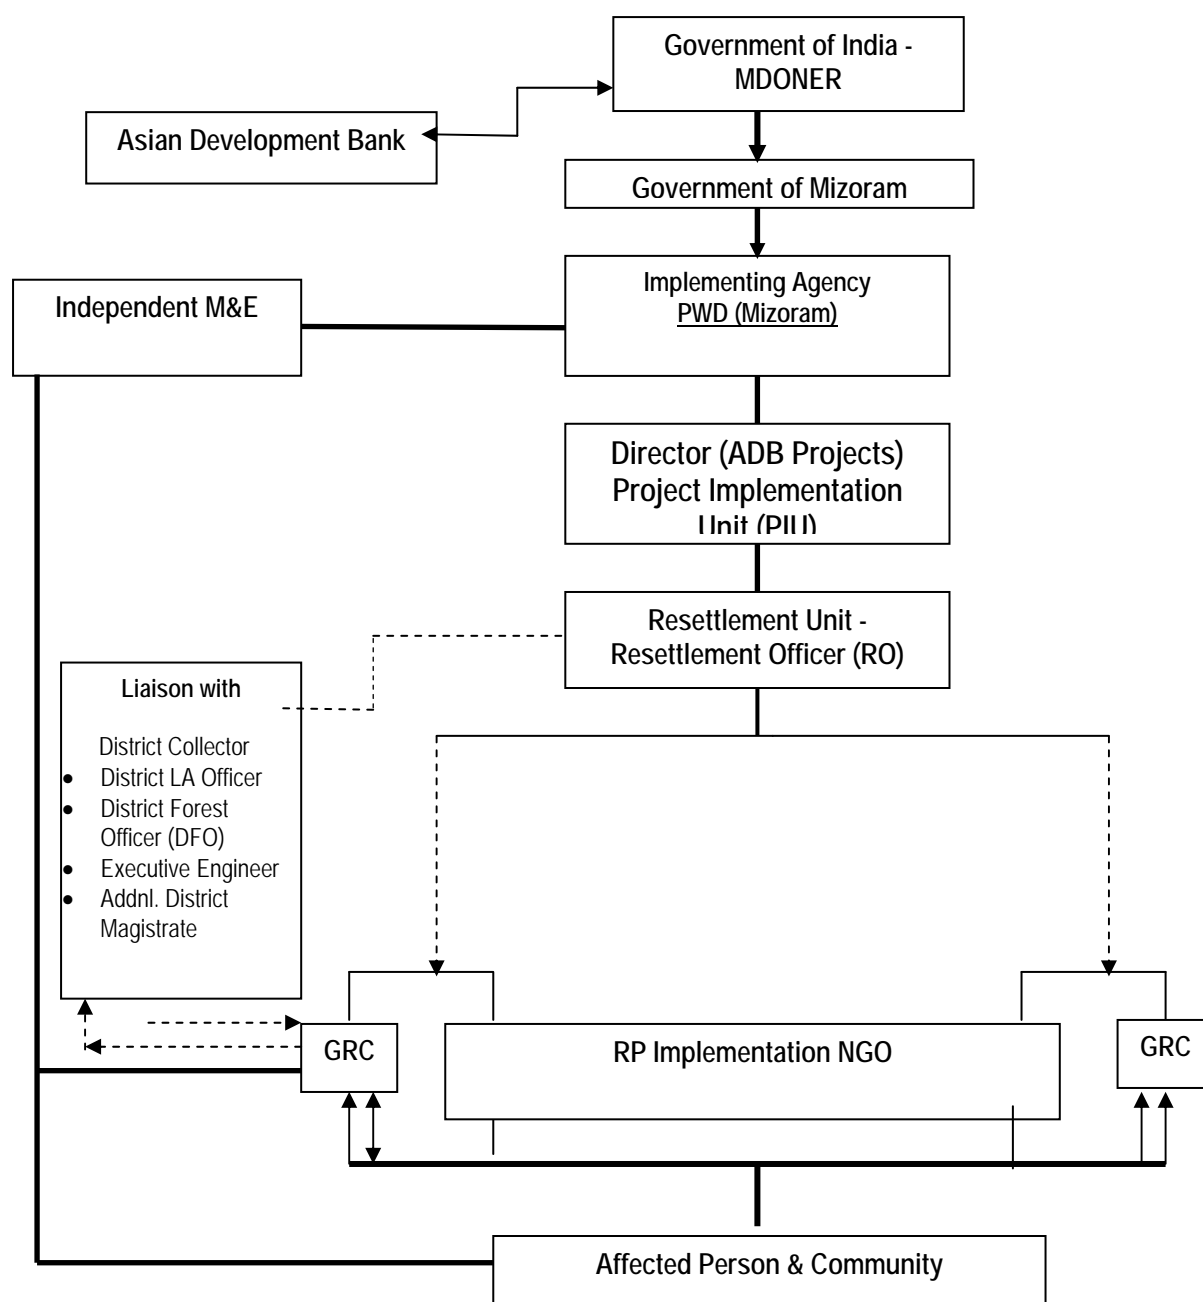 Government of India -
MDONER
Asian Development Bank
Government of Mizoram
Implementing Agency
PWD (Mizoram)
Independent M&E
Director (ADB Projects)
Project Implementation
Unit (PIU)
Resettlement Unit -
Resettlement Officer (RO)
Liaison with
District Collector
• District LA Officer
• District Forest
Officer (DFO)
• Executive Engineer
• Addnl. District
Magistrate
GRC
RP Implementation NGO
GRC
Affected Person & Community